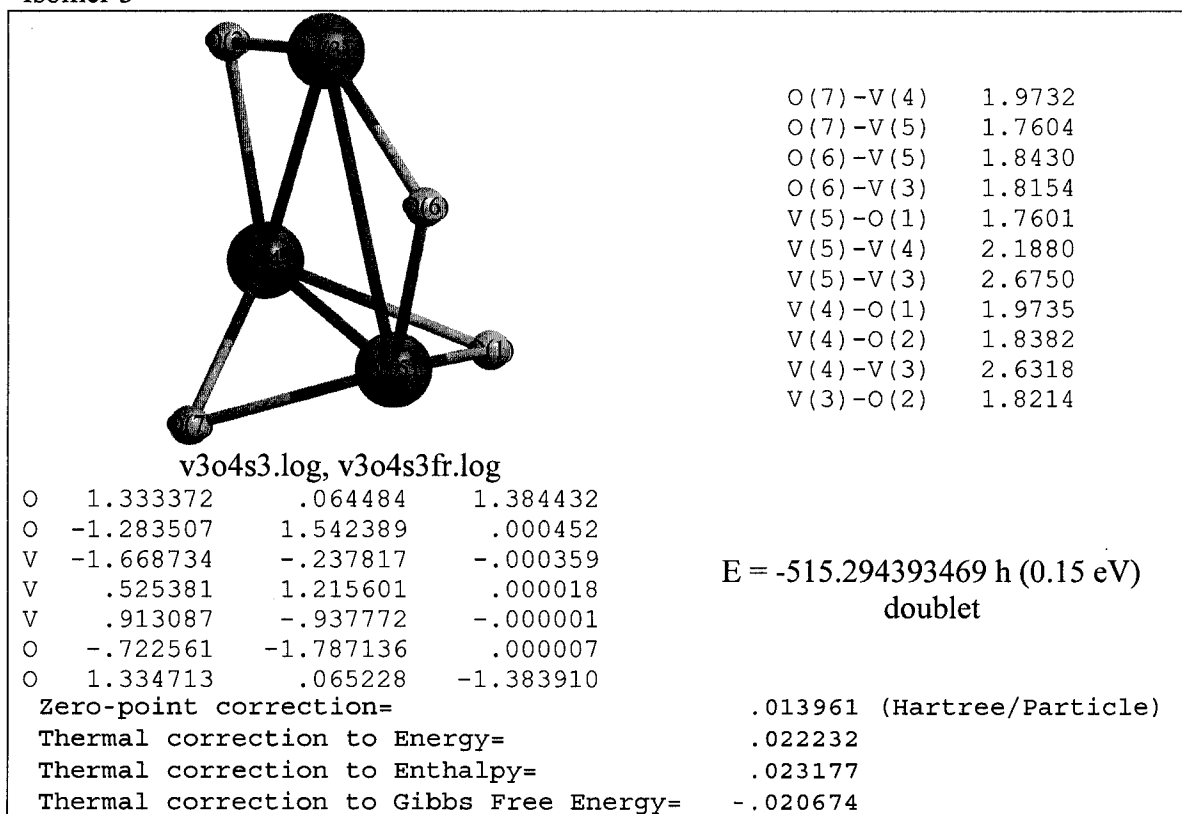 O(7)-V(4) 1.9732
O(7)-V(5) 1.7604
O(6)-V(5) 1.8430
O(6)-V(3) 1.8154
V(5)-O(1) 1.7601
V(5)-V(4) 2.1880
V(5)-V(3) 2.6750
V(4)-O(1) 1.9735
V(4)-O(2) 1.8382
V(4)-V(3) 2.6318
V(3)-O(2) 1.8214
v3o4s3.log, v3o4s3fr.log
O 1.333372 .064484 1.384432
O -1.283507 1.542389 .000452
V -1.668734 -.237817 -.000359
V .525381 1.215601 .000018
V .913087 -.937772 -.000001
O -.722561 -1.787136 .000007
O 1.334713 .065228 -1.383910
E = -515.294393469 h (0.15 eV)
doublet
Zero-point correction= .013961 (Hartree/Particle)
Thermal correction to Energy= .022232
Thermal correction to Enthalpy= .023177
Thermal correction to Gibbs Free Energy= -.020674